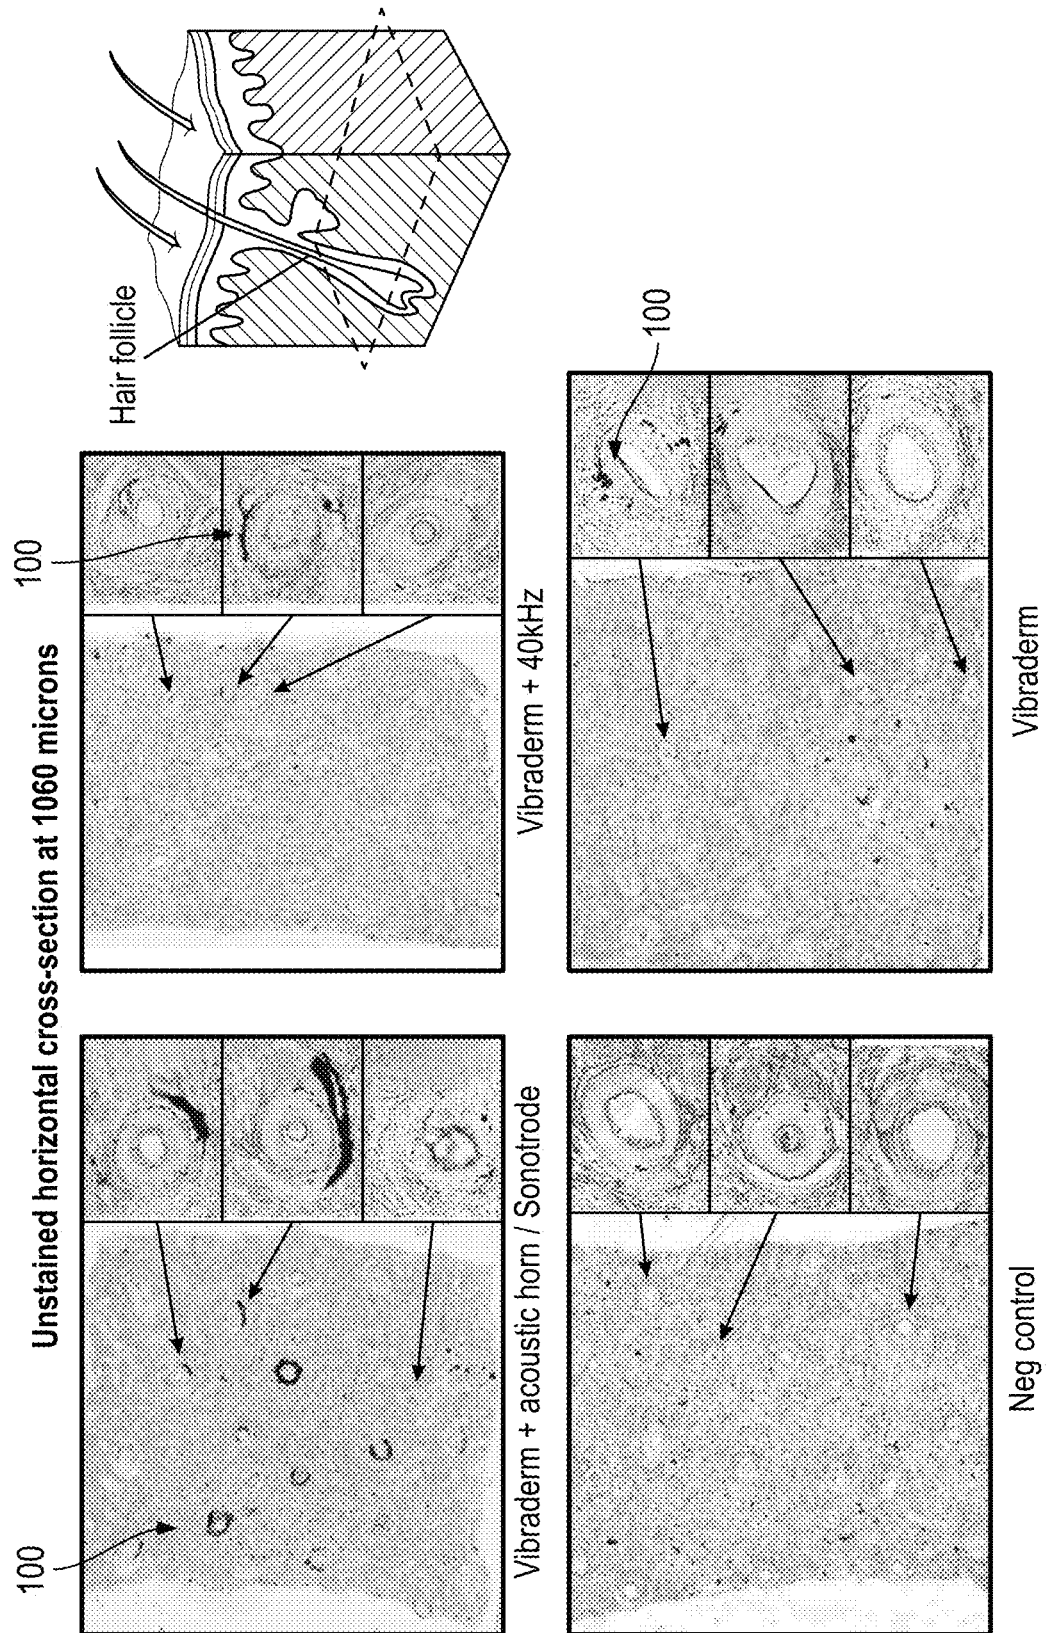 Unstained horizontal cross-section at 1060 microns
100
100
Hair follicle
Vibraderm + acoustic horn / Sonotrode
Vibraderm + 40kHz
100
Neg control
Vibraderm